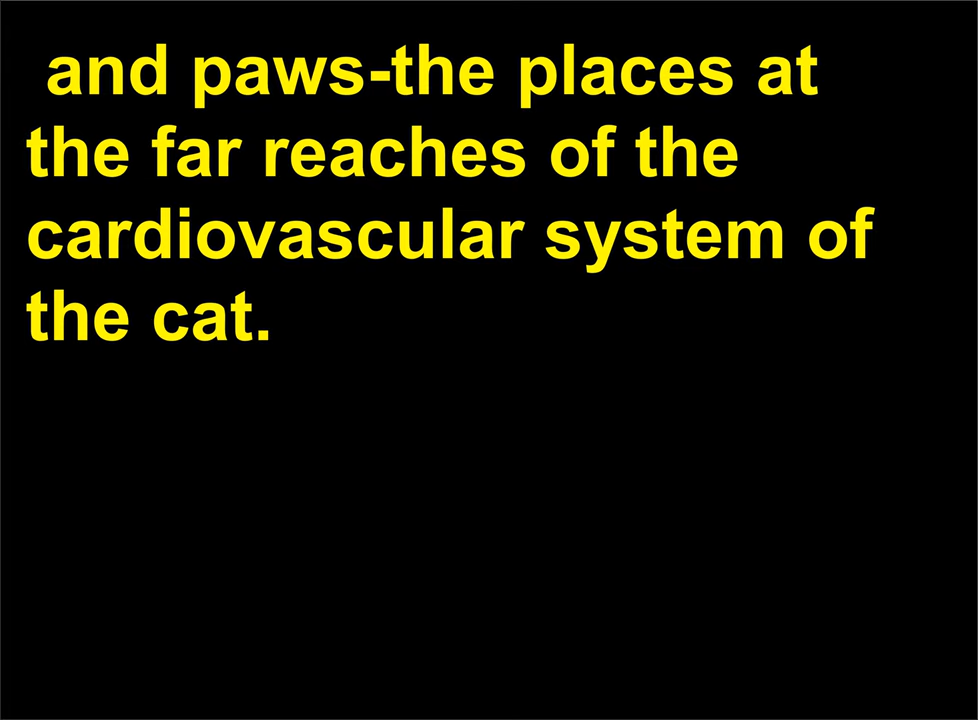 and paws-the places at
the far reaches of the
cardiovascular system of
the cat.